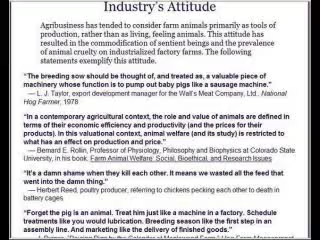 Industry's Attitude
Agribusiness has tended to consider farm animals primarily as tools of
production, rather than as living, feeling animals. This attitude has
resulted in the commodification of sentient beings and the prevalence
of animal cruelty on industrialized factory farms. The following
statements exemplify this attitude.
"The breeding sow should be thought of, and treated as, a valuable piece of
machinery whose function is to pump out baby pigs like a sausage machine."
— L. J. Taylor, export development manager for the Wall's Meat Company, Ltd., National
Hog Farmer, 1978
"In a contemporary agricultural context, the role and value of animals are defined in
terms of their economic efficiency and productivity (and the prices for their
products). In this valuational context, animal welfare (and its study) is restricted to
what has an effect on production and price."
— Bernard E. Rollin, Professor of Physiology, Philosophy and Biophysics at Colorado State
University, in his book, Farm Animal Welfare: Social, Bioethical, and Research Issues
"It's a damn shame when they kill each other. It means we wasted all the feed that
went into the damn thing."
— Herbert Reed, poultry producer, referring to chickens pecking each other to death in
battery cages
"Forget the pig is an animal. Treat him just like a machine in a factory. Schedule
treatments like you would lubrication. Breeding season like the first step in an
assembly line. And marketing like the delivery of finished goods."